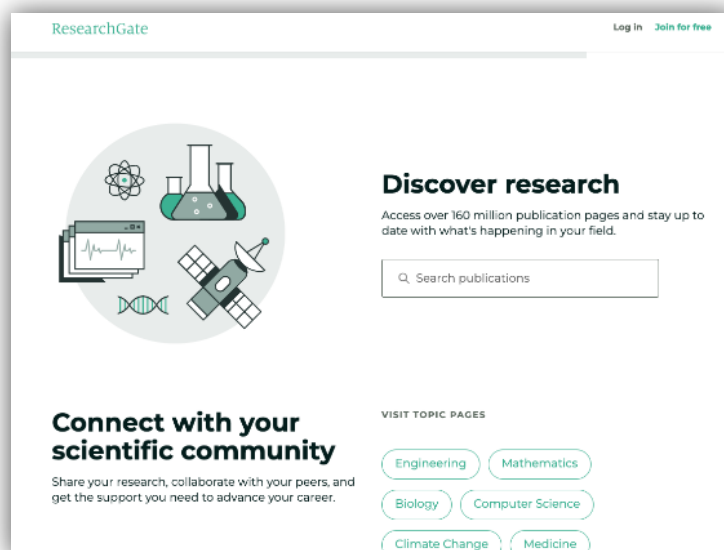 ResearchGate
Log in Join for free
Discover research
Access over 160 million publication pages and stay up to
date with what's happening in your field.
Search publications
Connect with your
scientific community
Share your research, collaborate with your peers, and
get the support you need to advance your career.
VISIT TOPIC PAGES
Engineering Mathematics
Biology Computer Science
Climate Change Medicine